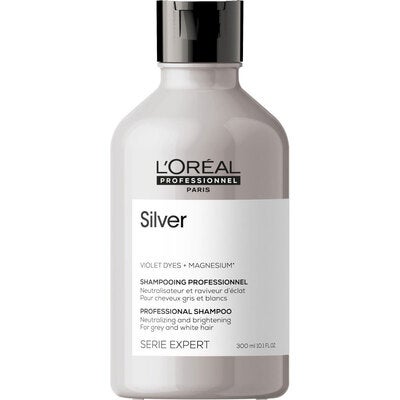 L'ORÉAL
PROFESSIONNEL
PARIS
Silver
VIOLET DYES + MAGNESIUM*
SHAMPOOING PROFESSIONNEL
Neutralisateur et raviveur d'éclat
Pour cheveux gris et blancs
PROFESSIONAL SHAMPOO
Neutralizing and brightening
For grey and white hair
SERIE EXPERT 300 ml 10.1 FL.OZ